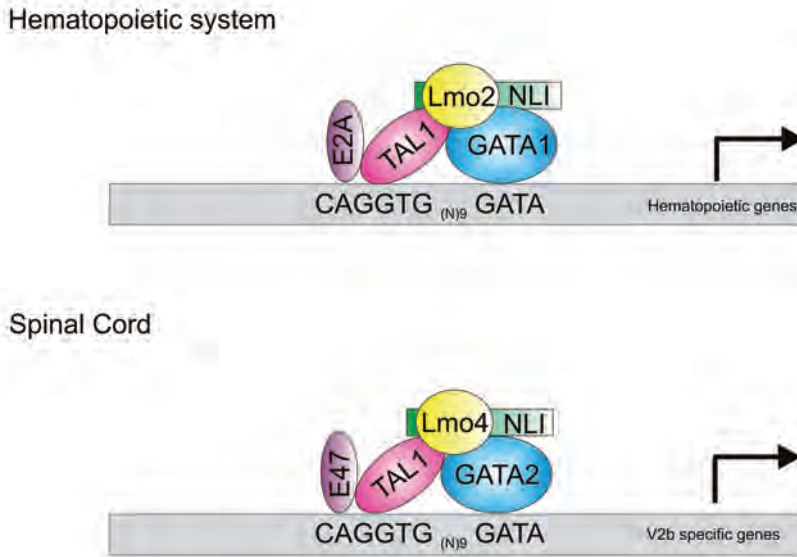 Hematopoietic system
Lmo2 NLI
E2A TAL1 GATA1
CAGGTG (N)9 GATA Hematopoietic genes
Spinal Cord
Lmo4 NLI
E47 TAL1 GATA2
CAGGTG (N)9 GATA V2b specific genes